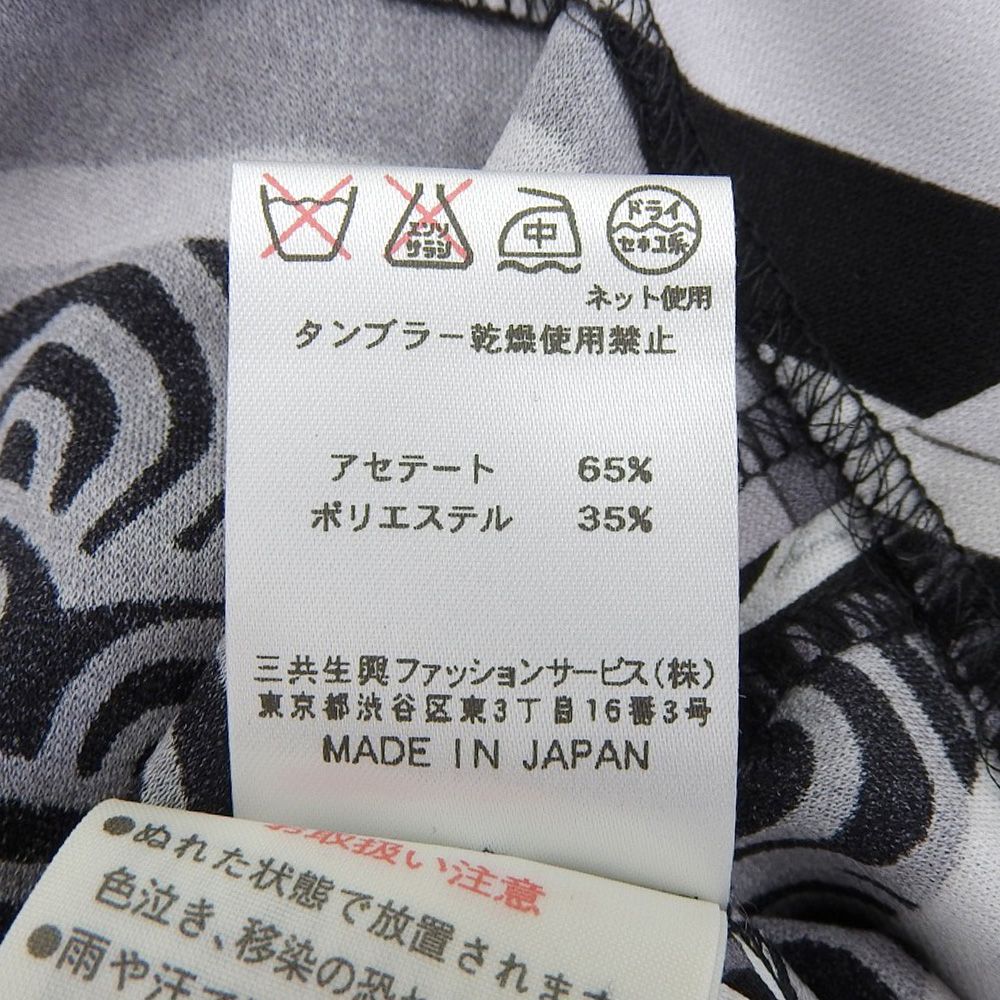 エンソ 中 ドライ
サラシ セキユ系
ネット使用
タンブラー乾燥使用禁止
アセテート 65%
ポリエステル 35%
三共生興ファッションサービス(株)
東京都渋谷区東3丁目16番3号
MADE IN JAPAN
お取扱い注意
●ぬれた状態で放置されます
色泣き、移染の恐れ
●雨や汗で